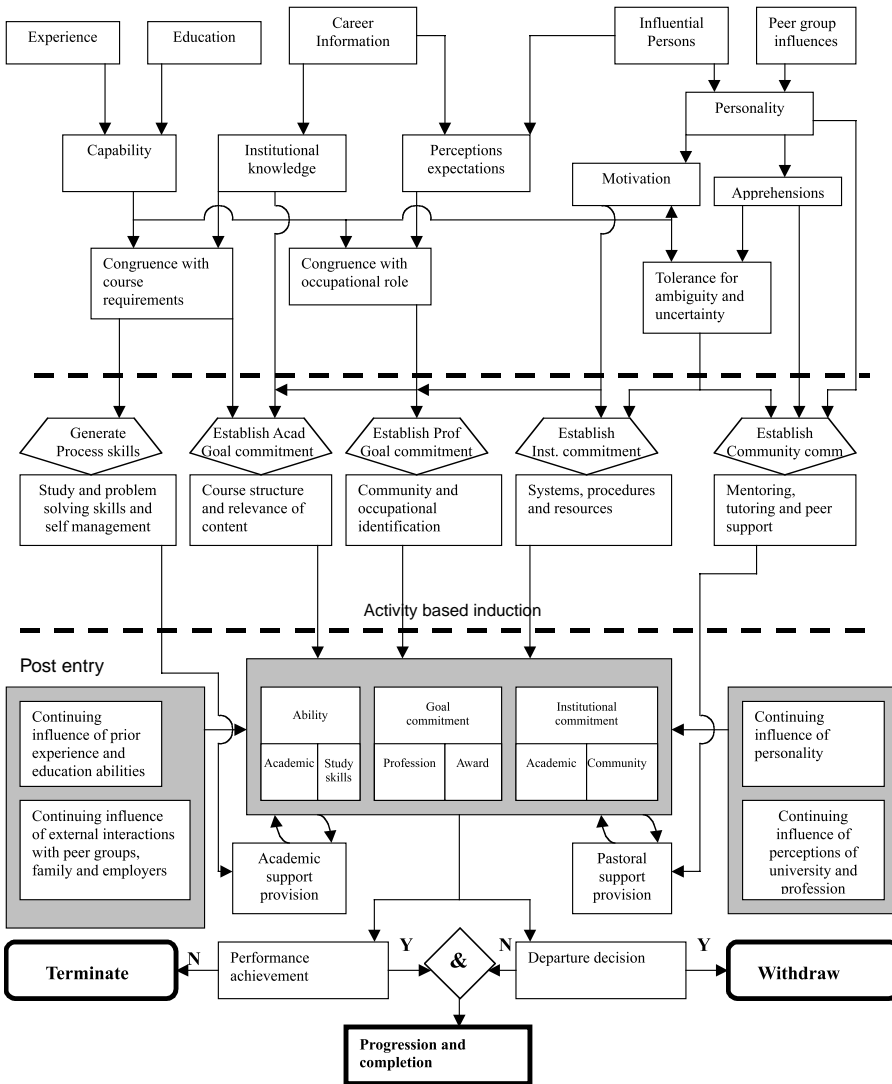 Experience
Education
Career
Information
Influential
Persons
Peer group
influences
Personality
Capability
Institutional
knowledge
Perceptions
expectations
Motivation
Apprehensions
Congruence with
course
requirements
Congruence with
occupational role
Tolerance for
ambiguity and
uncertainty
Generate
Process skills
Establish Acad
Goal commitment
Establish Prof
Goal commitment
Establish
Inst. commitment
Establish
Community comm
Study and problem
solving skills and
self management
Course structure
and relevance of
content
Community and
occupational
identification
Systems, procedures
and resources
Mentoring,
tutoring and peer
support
Activity based induction
Post entry
Continuing
influence of prior
experience and
education abilities
Continuing influence
of external interactions
with peer groups,
family and employers
Ability
Academic
Study
skills
Goal
commitment
Profession
Award
Institutional
commitment
Academic
Community
Continuing
influence of
personality
Continuing
influence of
perceptions of
university and
profession
Academic
support
provision
Pastoral
support
provision
Terminate
N
Performance
achievement
Y
&
N
Departure decision
Y
Withdraw
Progression and
completion